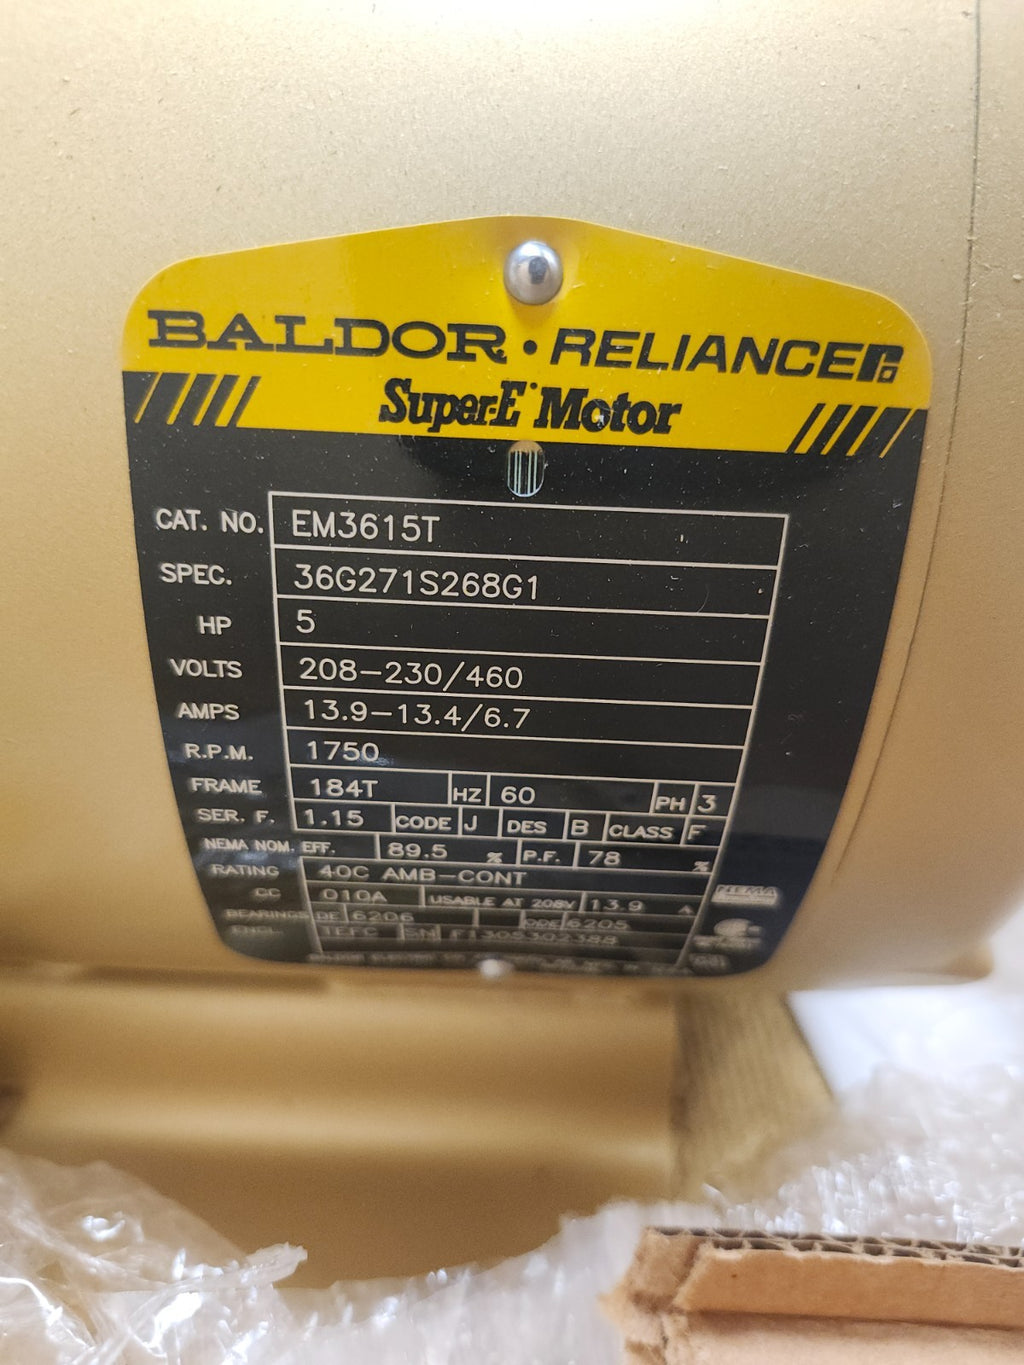 BALDOR • RELIANCE
Super-E Motor
CAT. NO. EM3615T
SPEC. 36G271S268G1
HP 5
VOLTS 208-230/460
AMPS 13.9-13.4/6.7
R.P.M. 1750
FRAME 184T HZ 60 PH 3
SER. F. 1.15 CODE J DES B CLASS F
NEMA NOM. EFF. 89.5 % P.F. 78 %
RATING 40C AMB-CONT
CC 010A USABLE AT 208V 13.9 A
BEARINGS DE 6206 ODE 6205
ENCL. TEFC SN F1305302388
NEMA